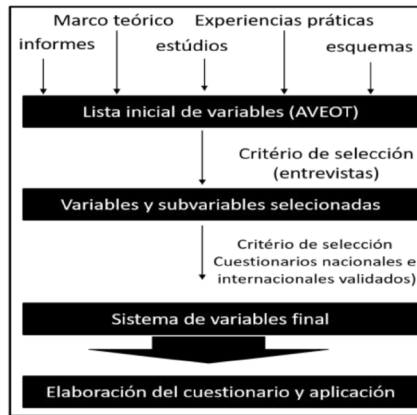 Marco teórico Experiencias práticas
informes estúdios esquemas
Lista inicial de variables (AVEOT)
Critério de selección
(entrevistas)
Variables y subvariables selecionadas
Critério de selección
Cuestionarios nacionales e
internacionales validados)
Sistema de variables final
Elaboración del cuestionario y aplicación